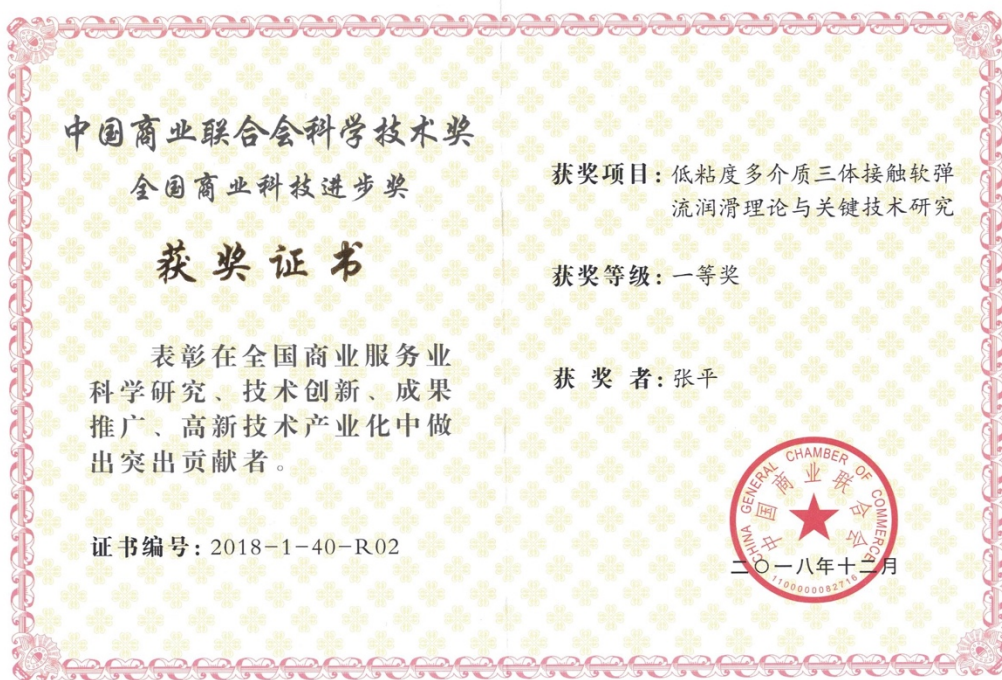 中国商业联合会科学技术奖
全国商业科技进步奖
获奖证书
表彰在全国商业服务业
科学研究、技术创新、成果
推广、高新技术产业化中做
出突出贡献者。
证书编号：2018-1-40-R02
获奖项目：低粘度多介质三体接触软弹
流润滑理论与关键技术研究
获奖等级：一等奖
获奖者：张平
CHINA GENERAL CHAMBER OF COMMERCE
中国商业联合会
二〇一八年十二月
1100000082716